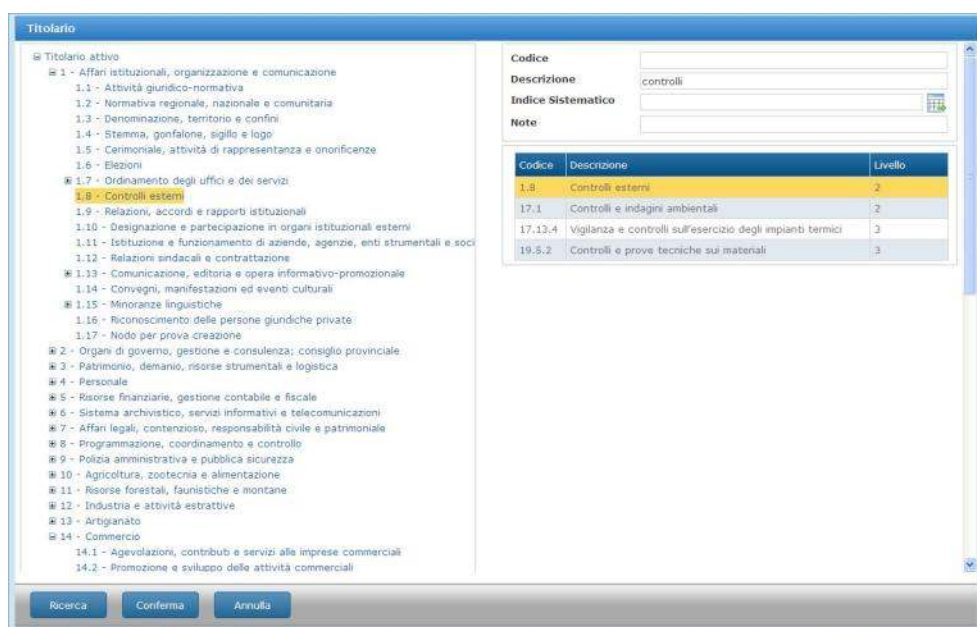 Titolario
Titolario attivo
1 - Affari istituzionali, organizzazione e comunicazione
1.1 - Attività giuridico-normativa
1.2 - Normativa regionale, nazionale e comunitaria
1.3 - Denominazione, territorio e confini
1.4 - Stemma, gonfalone, sigillo e logo
1.5 - Cerimoniale, attività di rappresentanza e onorificenze
1.6 - Elezioni
1.7 - Ordinamento degli uffici e dei servizi
1.8 - Controlli esterni
1.9 - Relazioni, accordi e rapporti istituzionali
1.10 - Designazione e partecipazione in organi istituzionali esterni
1.11 - Istituzione e funzionamento di aziende, agenzie, enti strumentali e soci
1.12 - Relazioni sindacali e contrattazione
1.13 - Comunicazione, editoria e opera informativo-promozionale
1.14 - Convegni, manifestazioni ed eventi culturali
1.15 - Minoranze linguistiche
1.16 - Riconoscimento delle persone giuridiche private
1.17 - Nodo per prova creazione
2 - Organi di governo, gestione e consulenza; consiglio provinciale
3 - Patrimonio, demanio, risorse strumentali e logistica
4 - Personale
5 - Risorse finanziarie, gestione contabile e fiscale
6 - Sistema archivistico, servizi informativi e telecomunicazioni
7 - Affari legali, contenzioso, responsabilità civile e patrimoniale
8 - Programmazione, coordinamento e controllo
9 - Polizia amministrativa e pubblica sicurezza
10 - Agricoltura, zootecnia e alimentazione
11 - Risorse forestali, faunistiche e montane
12 - Industria e attività estrattive
13 - Artigianato
14 - Commercio
14.1 - Agevolazioni, contributi e servizi alle imprese commerciali
14.2 - Promozione e sviluppo delle attività commerciali
Codice
Descrizione controlli
Indice Sistematico
Note
Codice Descrizione Livello
1.8 Controlli esterni 2
17.1 Controlli e indagini ambientali 2
17.13.4 Vigilanza e controlli sull'esercizio degli impianti termici 3
19.5.2 Controlli e prove tecniche sui materiali 3
Ricerca Conferma Annulla